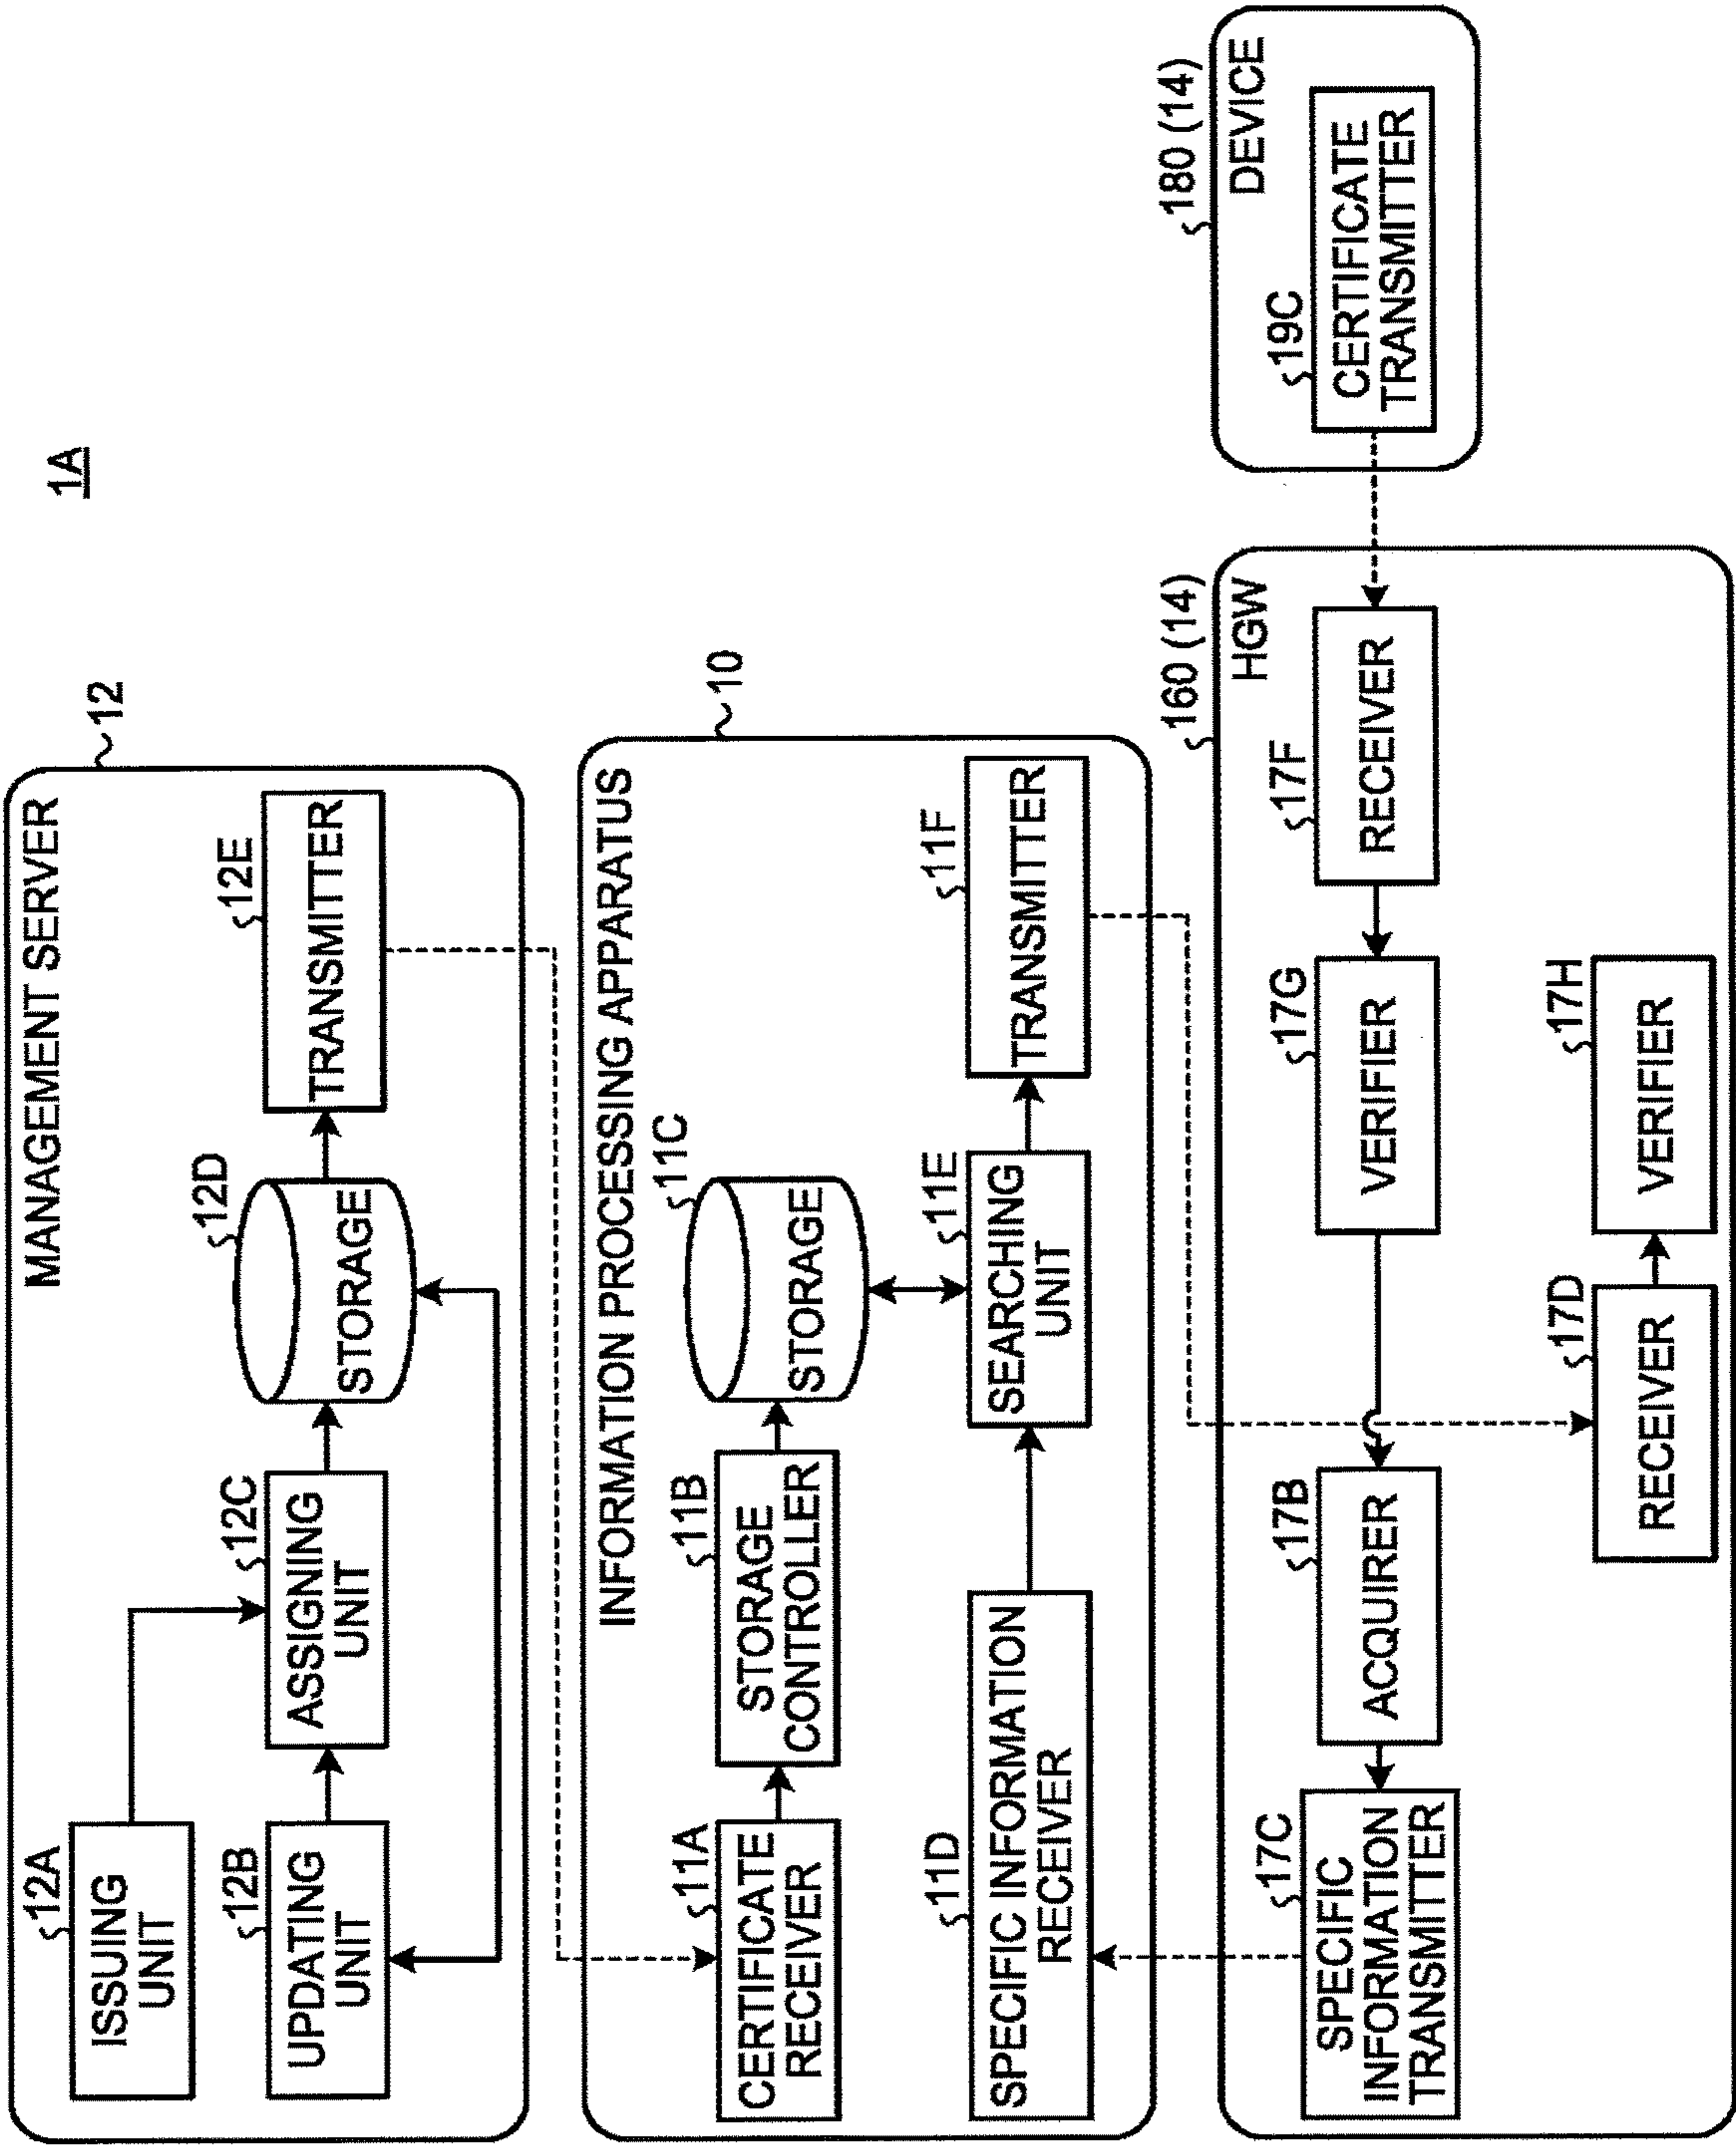 1A
MANAGEMENT SERVER
12
12A
ISSUING
UNIT
12B
UPDATING
UNIT
12C
ASSIGNING
UNIT
12D
STORAGE
12E
TRANSMITTER
INFORMATION PROCESSING APPARATUS
10
11A
CERTIFICATE
RECEIVER
11B
STORAGE
CONTROLLER
11C
STORAGE
11D
SPECIFIC INFORMATION
RECEIVER
11E
SEARCHING
UNIT
11F
TRANSMITTER
160 (14)
HGW
17C
SPECIFIC
INFORMATION
TRANSMITTER
17B
ACQUIRER
17G
VERIFIER
17F
RECEIVER
17D
RECEIVER
17H
VERIFIER
180 (14)
DEVICE
19C
CERTIFICATE
TRANSMITTER